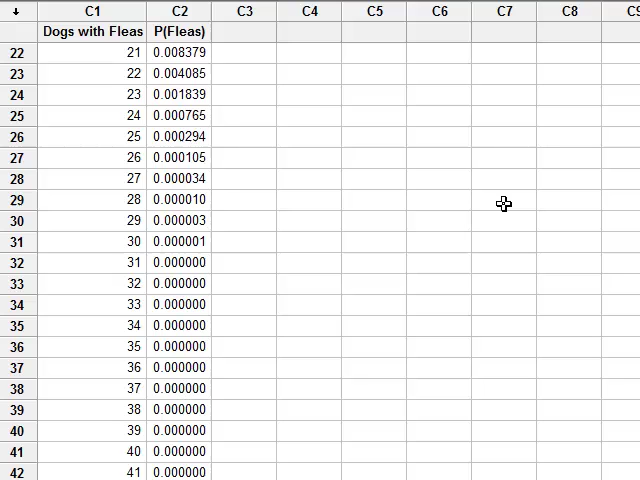 C1 C2 C3 C4 C5 C6 C7 C8 C9
Dogs with Fleas P(Fleas)
22 21 0.008379
23 22 0.004085
24 23 0.001839
25 24 0.000765
26 25 0.000294
27 26 0.000105
28 27 0.000034
29 28 0.000010
30 29 0.000003
31 30 0.000001
32 31 0.000000
33 32 0.000000
34 33 0.000000
35 34 0.000000
36 35 0.000000
37 36 0.000000
38 37 0.000000
39 38 0.000000
40 39 0.000000
41 40 0.000000
42 41 0.000000